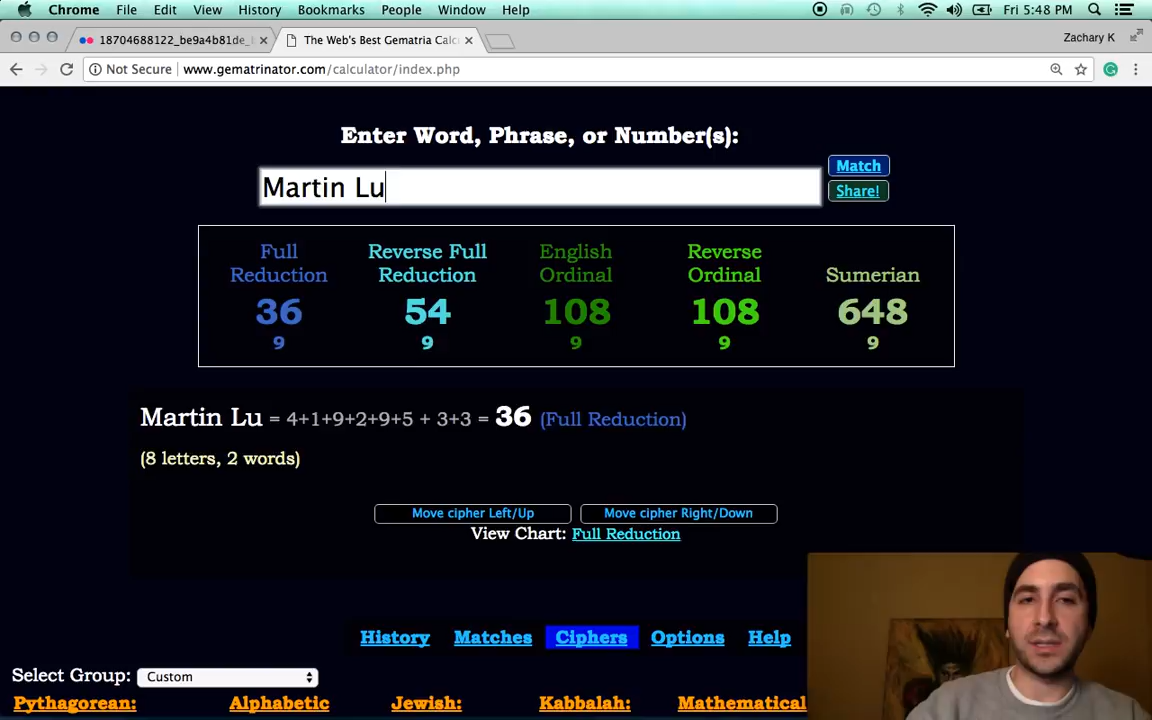 Chrome File Edit View History Bookmarks People Window Help Fri 5:48 PM
18704688122_be9a4b81de_ The Web's Best Gematria Calc Zachary K
Not Secure www.gematrinator.com/calculator/index.php
Enter Word, Phrase, or Number(s):
Match
Martin Lu
Share!
Full Reduction Reverse Full Reduction English Ordinal Reverse Ordinal Sumerian
36 54 108 108 648
9 9 9 9 9
Martin Lu = 4+1+9+2+9+5 + 3+3 = 36 (Full Reduction)
(8 letters, 2 words)
Move cipher Left/Up Move cipher Right/Down
View Chart: Full Reduction
History Matches Ciphers Options Help
Select Group: Custom
Pythagorean: Alphabetic Jewish: Kabbalah: Mathematical